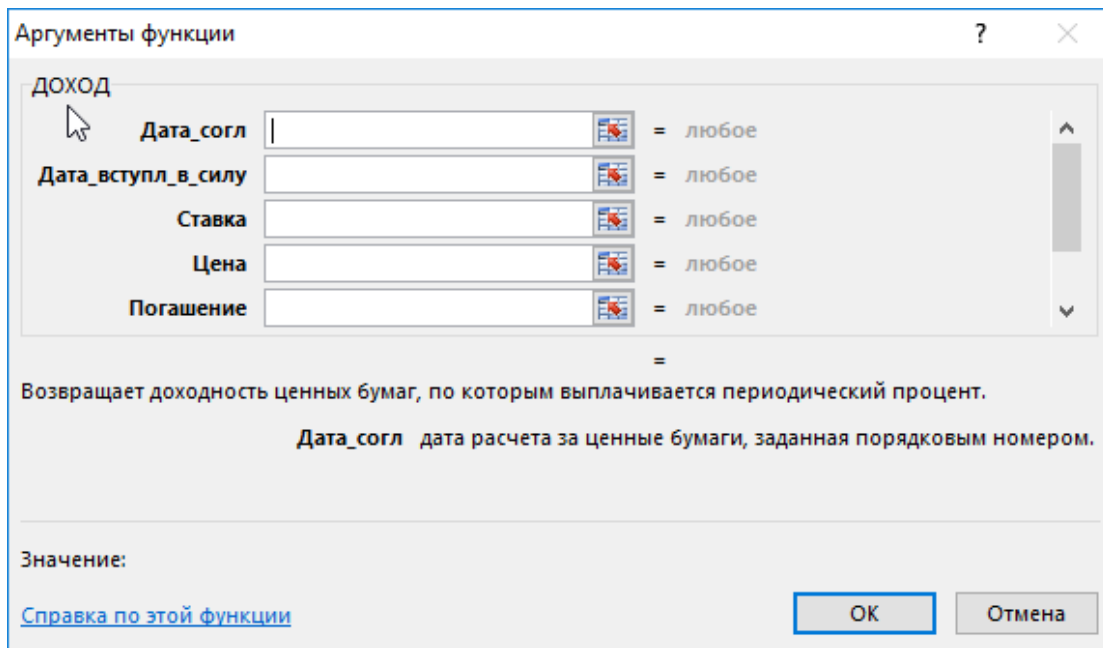 Аргументы функции ?
ДОХОД
Дата_согл = любое
Дата_вступл_в_силу = любое
Ставка = любое
Цена = любое
Погашение = любое
=
Возвращает доходность ценных бумаг, по которым выплачивается периодический процент.
Дата_согл дата расчета за ценные бумаги, заданная порядковым номером.
Значение:
Справка по этой функции ОК Отмена